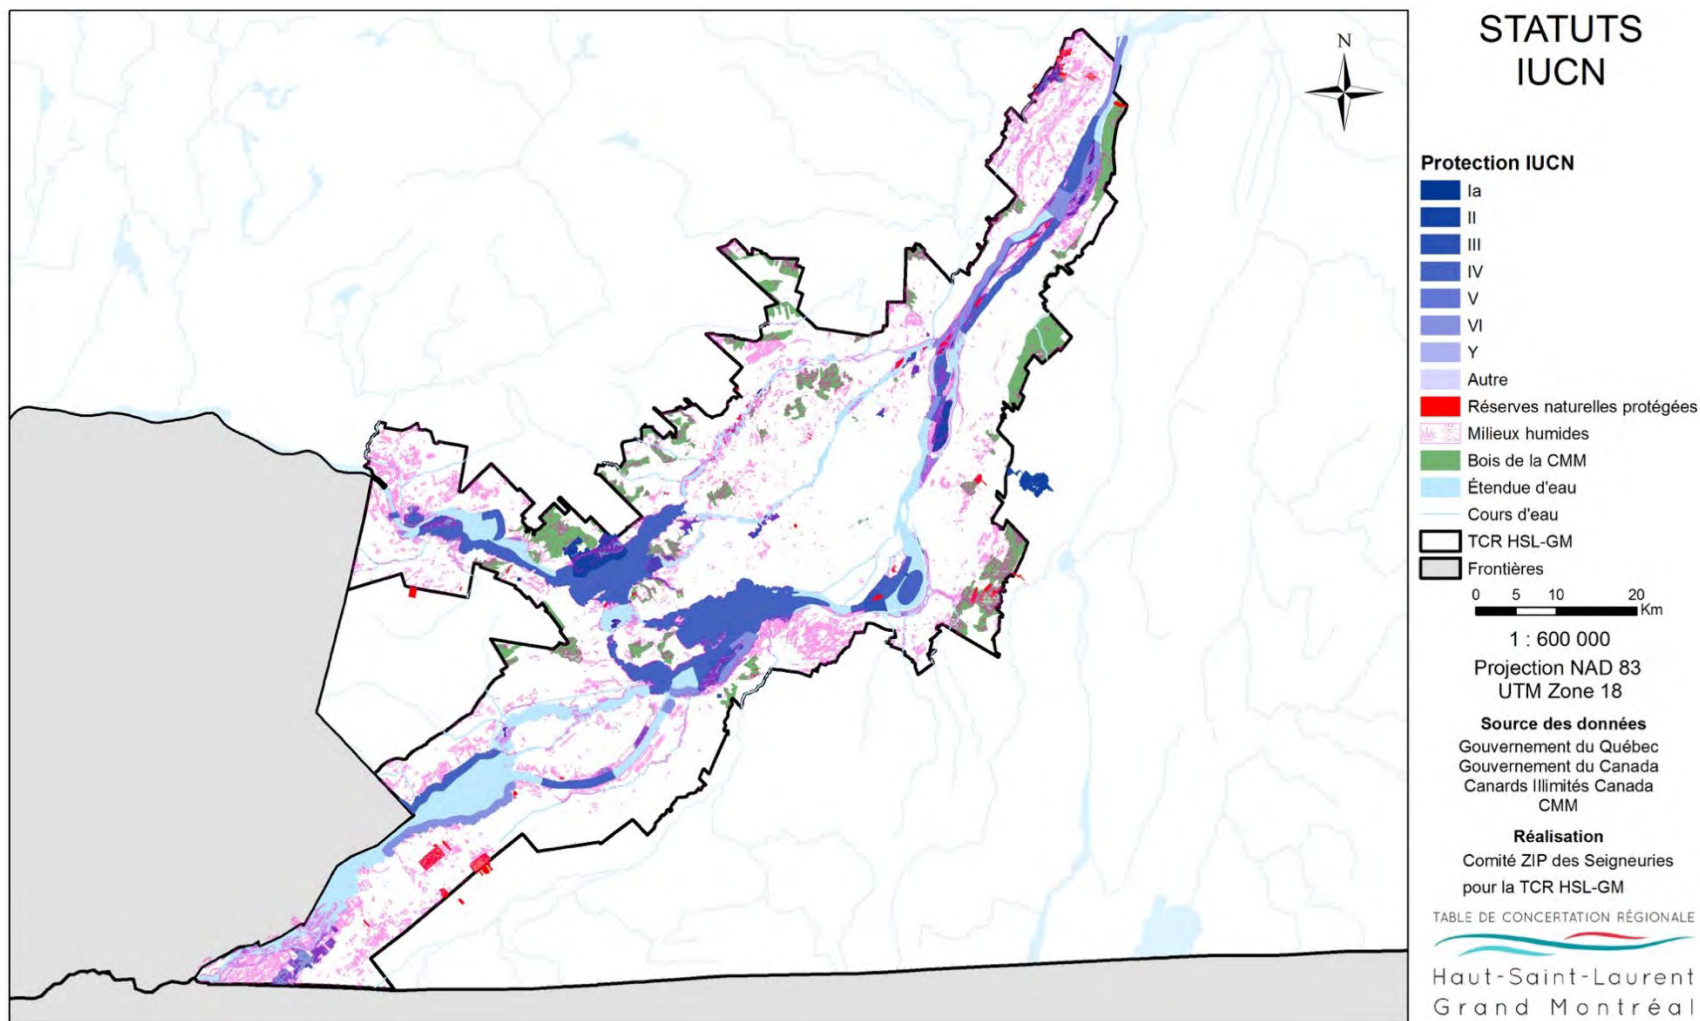 STATUTS
IUCN
N
Protection IUCN
Ia
II
III
IV
V
VI
Y
Autre
Réserves naturelles protégées
Milieux humides
Bois de la CMM
Étendue d'eau
Cours d'eau
TCR HSL-GM
Frontières
0 5 10 20
Km
1 : 600 000
Projection NAD 83
UTM Zone 18
Source des données
Gouvernement du Québec
Gouvernement du Canada
Canards Illimités Canada
CMM
Réalisation
Comité ZIP des Seigneuries
pour la TCR HSL-GM
TABLE DE CONCERTATION RÉGIONALE
Haut-Saint-Laurent
Grand Montréal